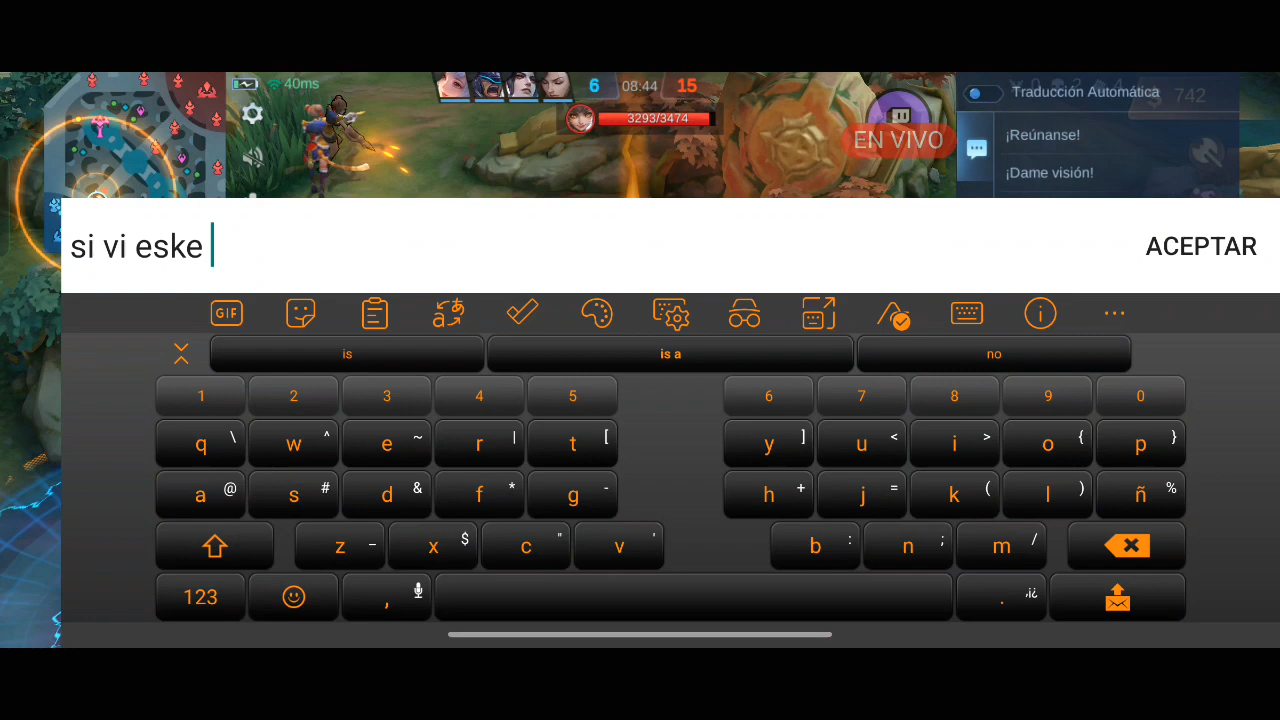 40ms
6 08:44 15
3293/3474
EN VIVO
Traducción Automática
742
¡Reúnanse!
¡Dame visión!
si vi eske
ACEPTAR
GIF
is
is a
no
1 2 3 4 5 6 7 8 9 0
q \ w ^ e ~ r | t [ y ] u < i > o { p }
a @ s # d & f * g - h + j = k ( l ) ñ %
z _ x $ c " v ' b : n ; m /
123 , . ,¡¿